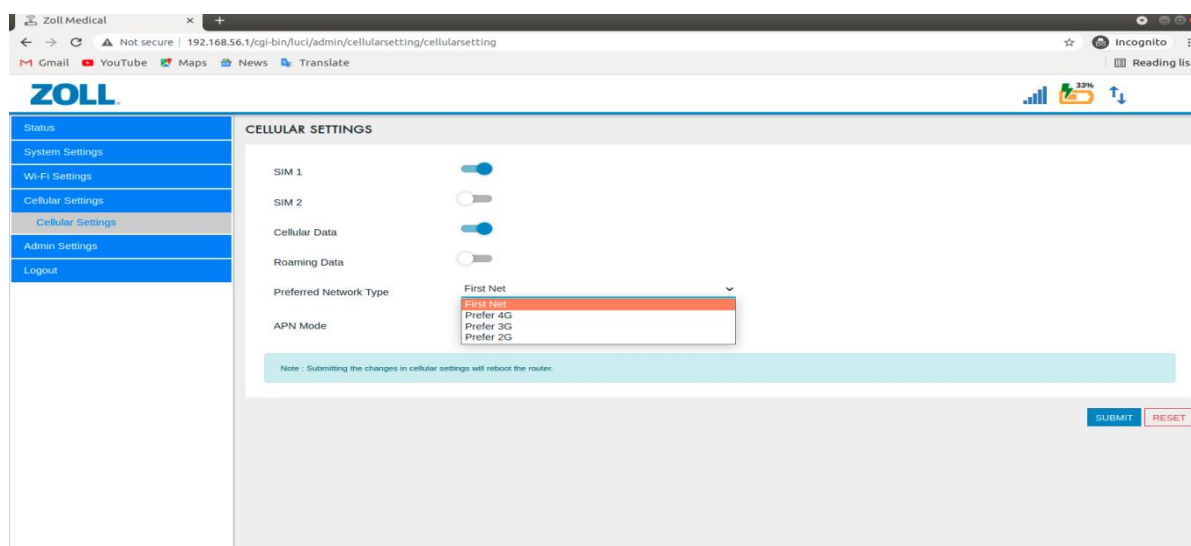 Zoll Medical
Not secure | 192.168.56.1/cgi-bin/luci/admin/cellularsetting/cellularsetting
Incognito
Gmail YouTube Maps News Translate
Reading lis
ZOLL.
33%
Status
System Settings
Wi-Fi Settings
Cellular Settings
Cellular Settings
Admin Settings
Logout
CELLULAR SETTINGS
SIM 1
SIM 2
Cellular Data
Roaming Data
Preferred Network Type First Net
First Net
Prefer 4G
Prefer 3G
Prefer 2G
APN Mode
Note : Submitting the changes in cellular settings will reboot the router.
SUBMIT RESET